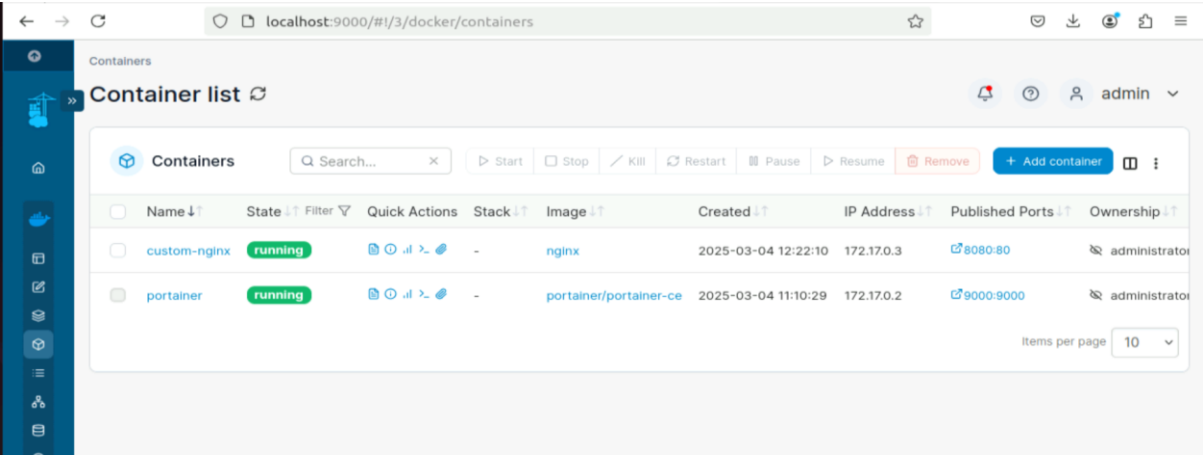 localhost:9000/#!/3/docker/containers
Containers
Container list
admin
Containers Search... Start Stop Kill Restart Pause Resume Remove + Add container
Name State Filter Quick Actions Stack Image Created IP Address Published Ports Ownership
custom-nginx running - nginx 2025-03-04 12:22:10 172.17.0.3 8080:80 administrator
portainer running - portainer/portainer-ce 2025-03-04 11:10:29 172.17.0.2 9000:9000 administrator
Items per page 10